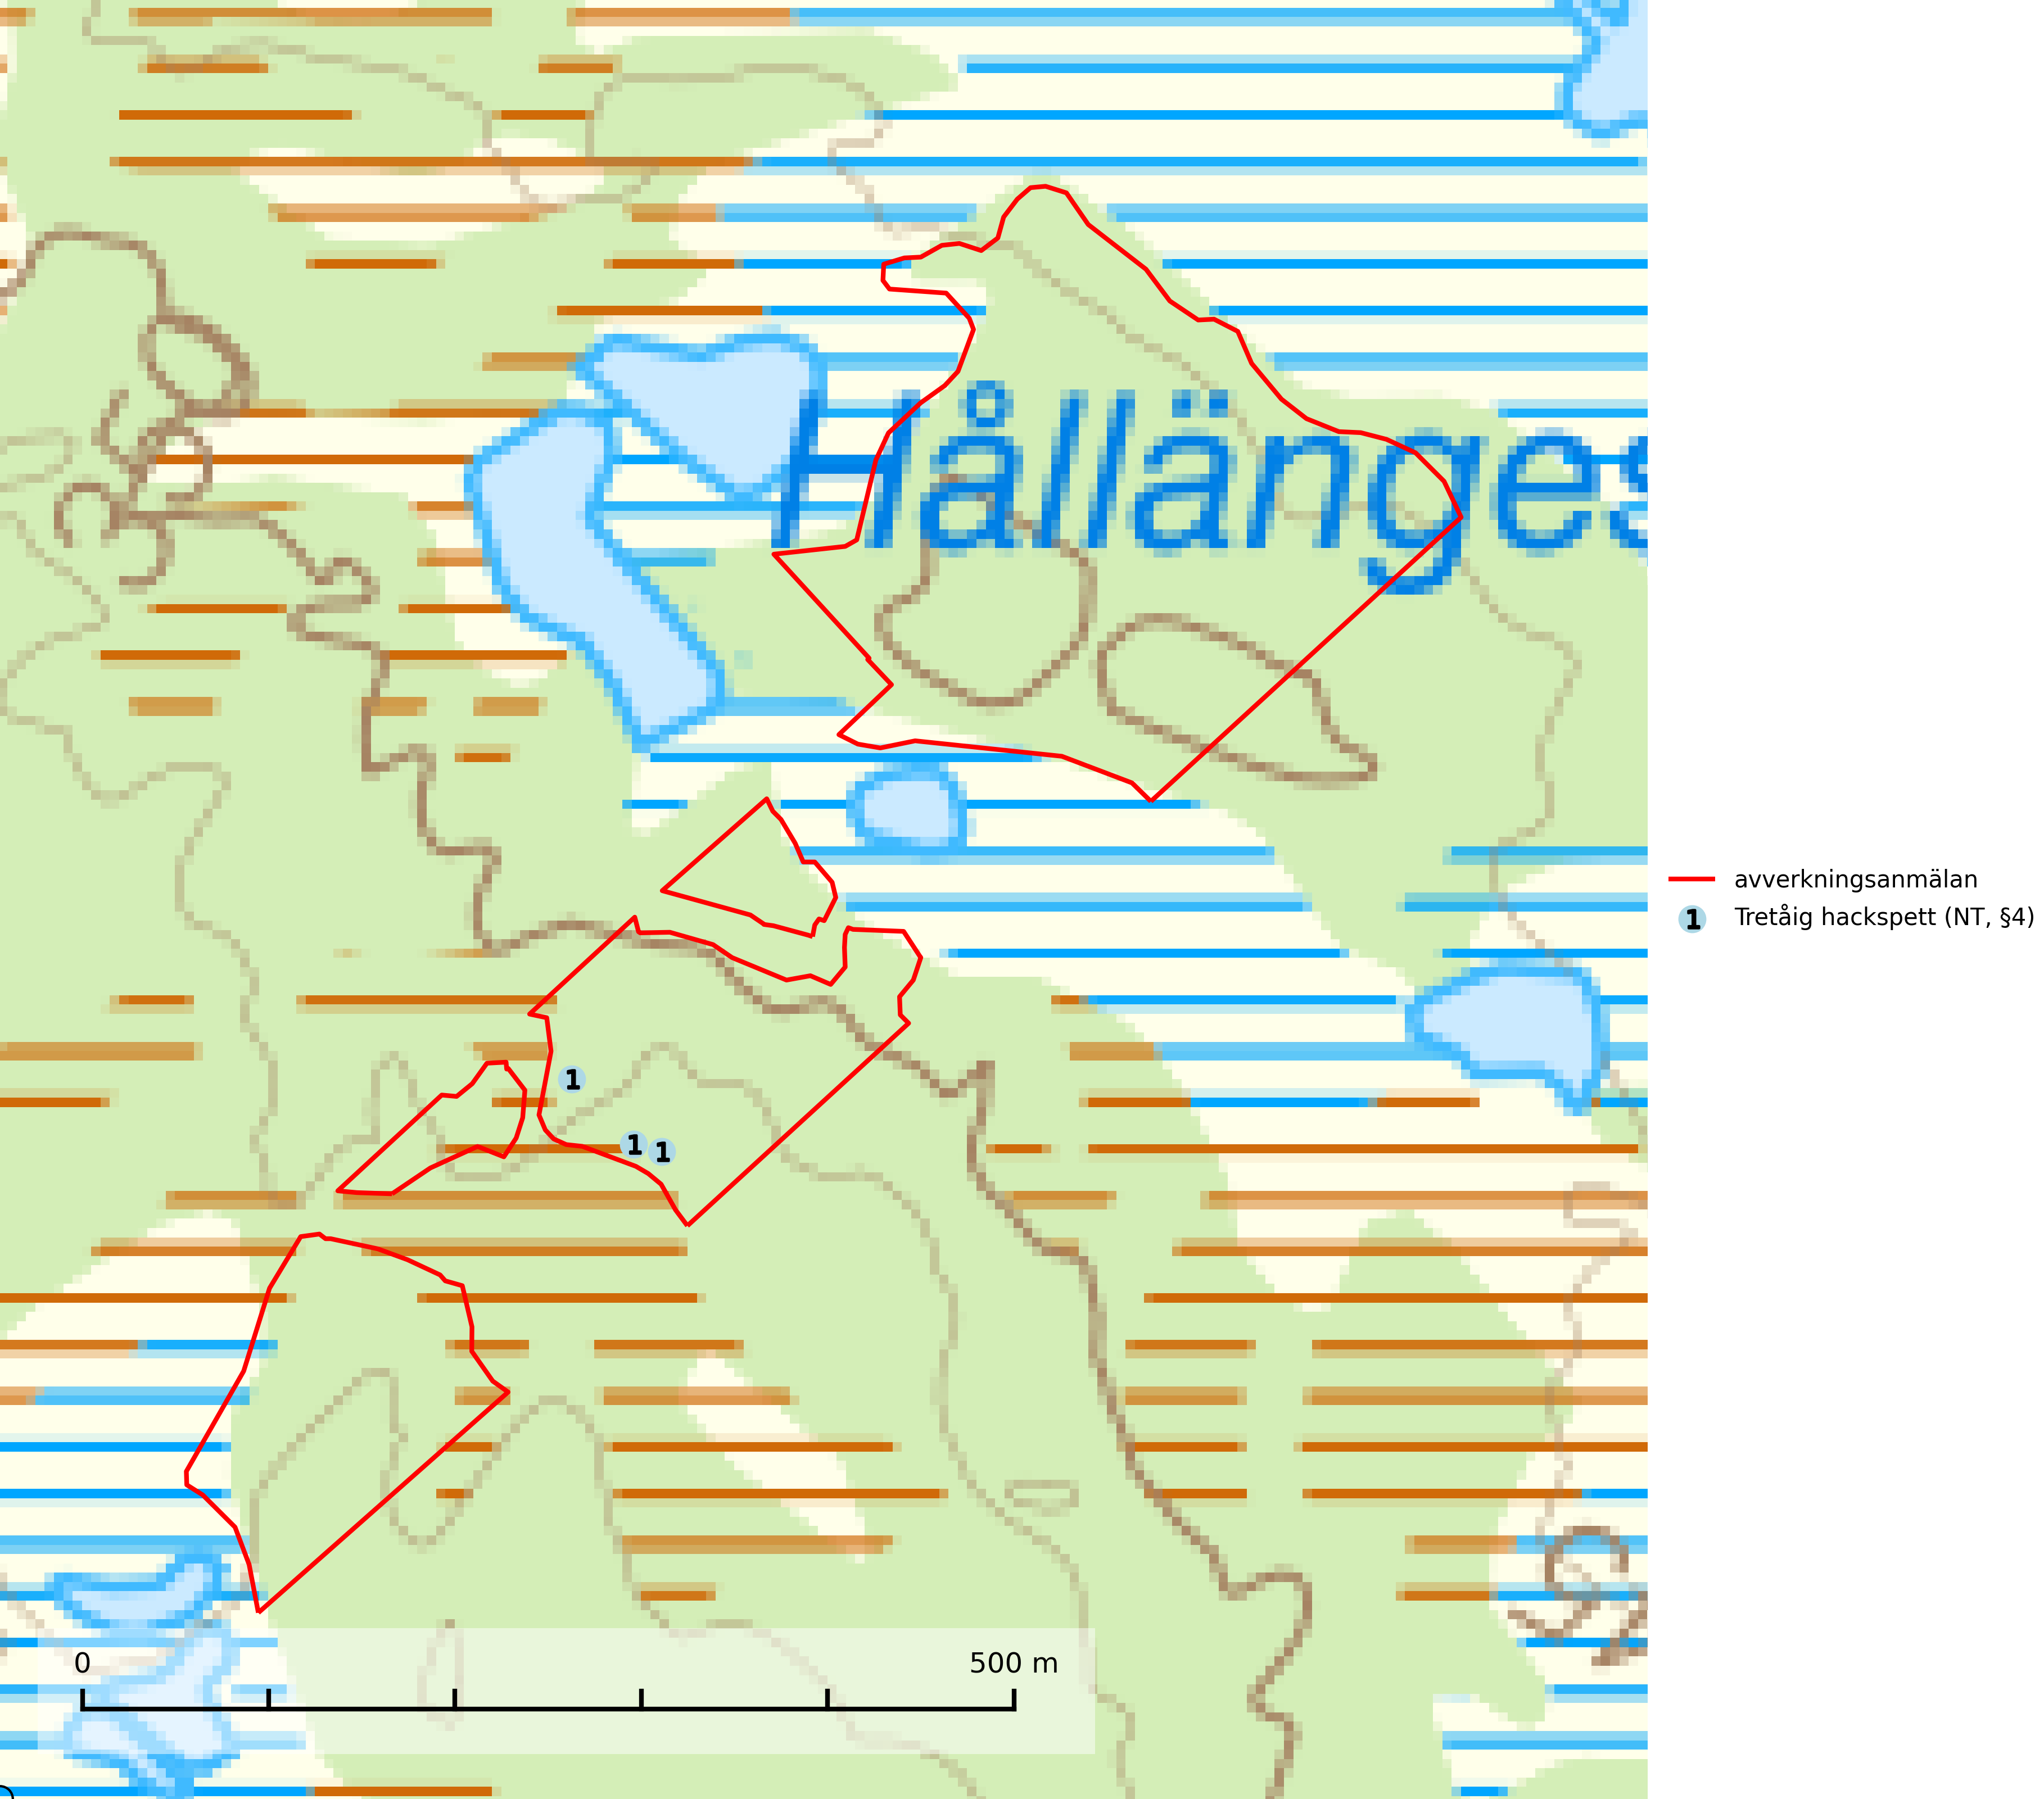 Hållänges
avverkningsanmälan
1 Tretåig hackspett (NT, §4)
1
1 1
0 500 m